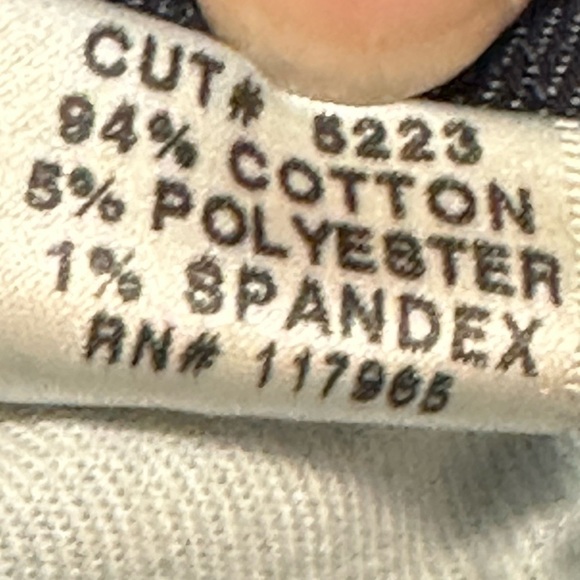 CUT# 5223
94% COTTON
5% POLYESTER
1% SPANDEX
RN# 117965